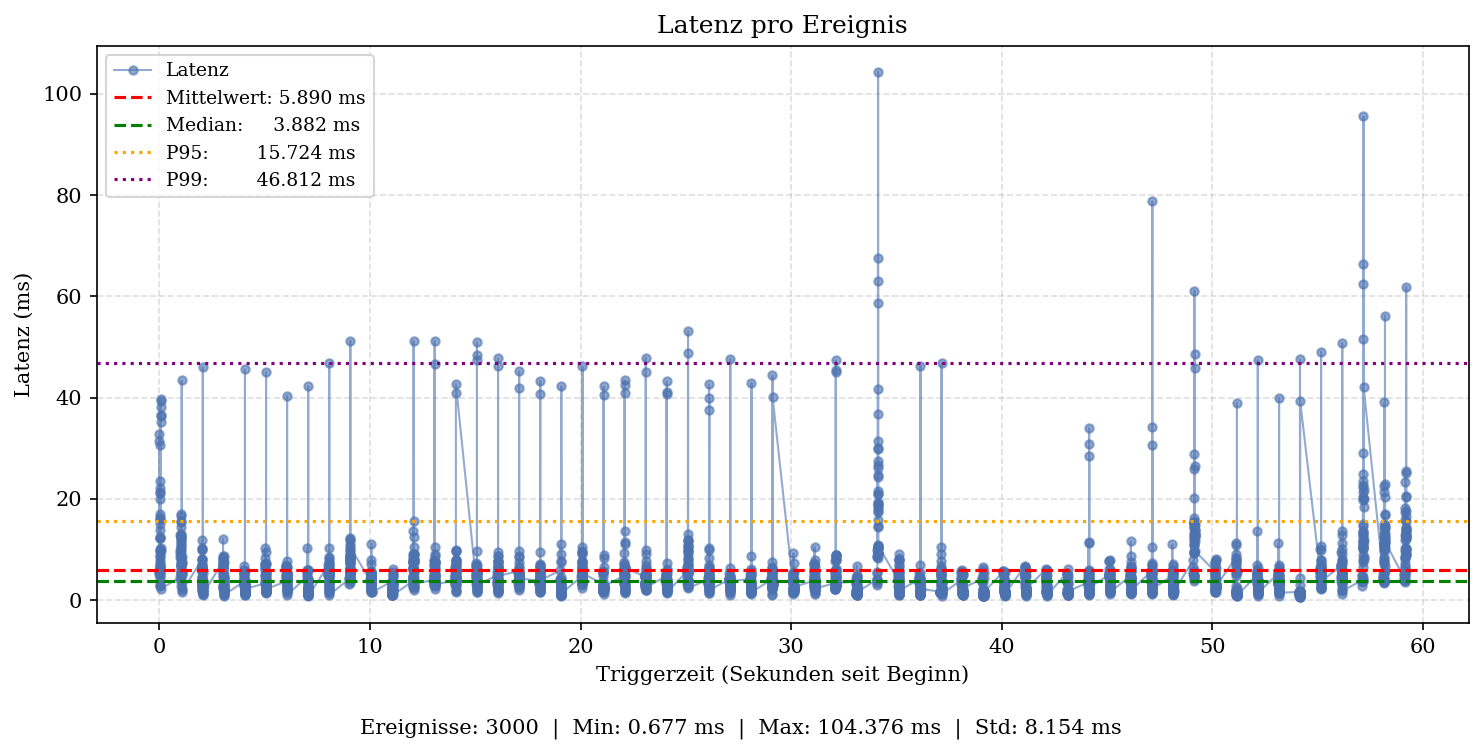 Latenz pro Ereignis
Latenz
Mittelwert: 5.890 ms
Median: 3.882 ms
P95: 15.724 ms
P99: 46.812 ms
Latenz (ms)
100
80
60
40
20
0
0 10 20 30 40 50 60
Triggerzeit (Sekunden seit Beginn)
Ereignisse: 3000 | Min: 0.677 ms | Max: 104.376 ms | Std: 8.154 ms